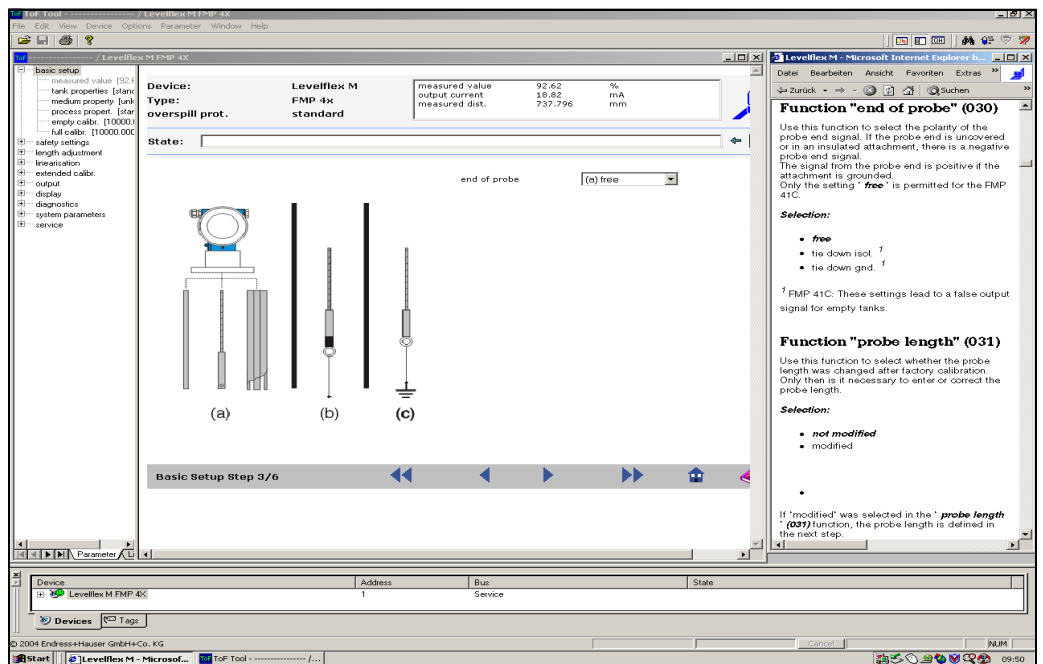 ToF Tool - ----------------- / Levelflex M FMP 4X
File Edit View Device Options Parameter Window Help
ToF ----------------- / Levelflex M FMP 4X
basic setup
measured value [92.6
tank properties [stanc
medium property [unk
process propert. [star
empty calibr. [10000.
full calibr. [10000.000
safety settings
length adjustment
linearisation
extended calibr.
output
display
diagnostics
system parameters
service
Parameter
Device: Levelflex M
Type: FMP 4x
overspill prot. standard
measured value 92.62 %
output current 18.82 mA
measured dist. 737.796 mm
State:
end of probe (a) free
(a) (b) (c)
Basic Setup Step 3/6
Levelflex M - Microsoft Internet Explorer b...
Datei Bearbeiten Ansicht Favoriten Extras »
Zurück Suchen »
Function "end of probe" (030)
Use this function to select the polarity of the
probe end signal. If the probe end is uncovered
or in an insulated attachment, there is a negative
probe end signal.
The signal from the probe end is positive if the
attachment is grounded.
Only the setting ' free ' is permitted for the FMP
41C.
Selection:
• free
• tie down isol. 1
• tie down gnd. 1
1 FMP 41C: These settings lead to a false output
signal for empty tanks.
Function "probe length" (031)
Use this function to select whether the probe
length was changed after factory calibration.
Only then is it necessary to enter or correct the
probe length.
Selection:
• not modified
• modified
•
If 'modified' was selected in the ' probe length
' (031) function, the probe length is defined in
the next step.
Device Address Bus State
Levelflex M FMP 4X 1 Service
Devices Tags
© 2004 Endress+Hauser GmbH+Co. KG Cancel NUM
Start Levelflex M - Microsof... ToF Tool - ----------------- /... 09:50